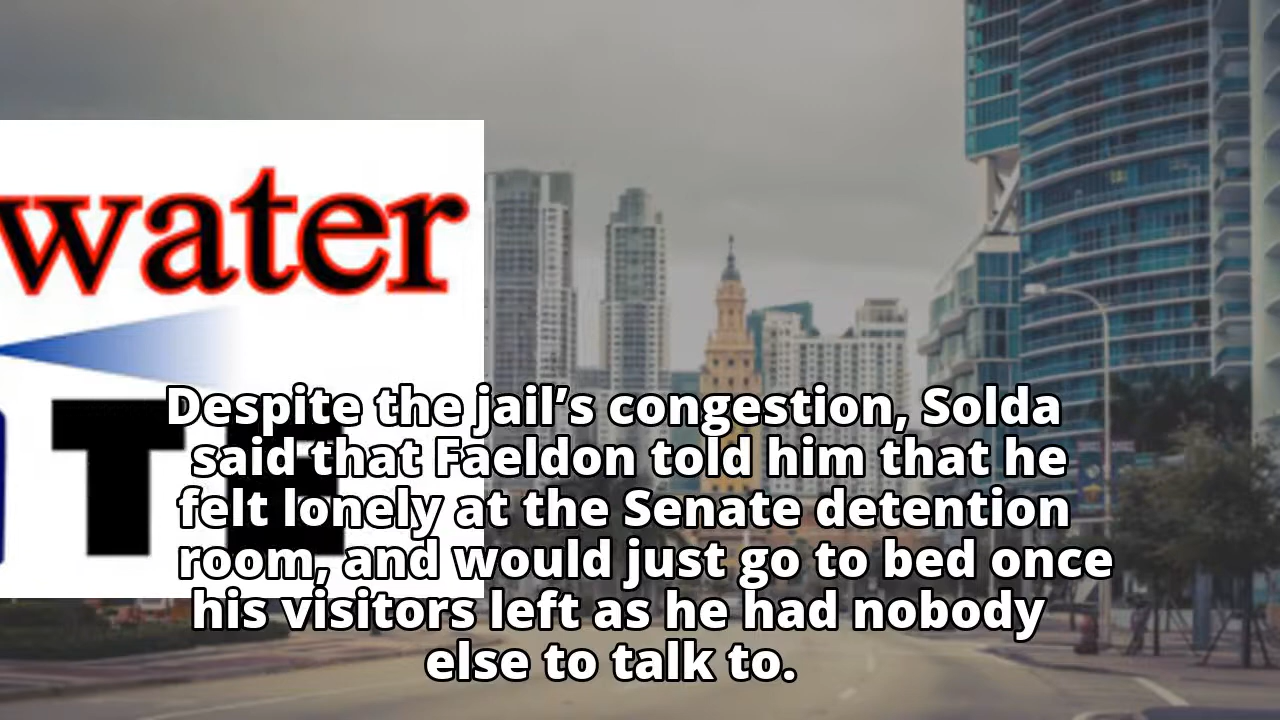 water
TE
Despite the jail’s congestion, Solda
said that Faeldon told him that he
felt lonely at the Senate detention
room, and would just go to bed once
his visitors left as he had nobody
else to talk to.